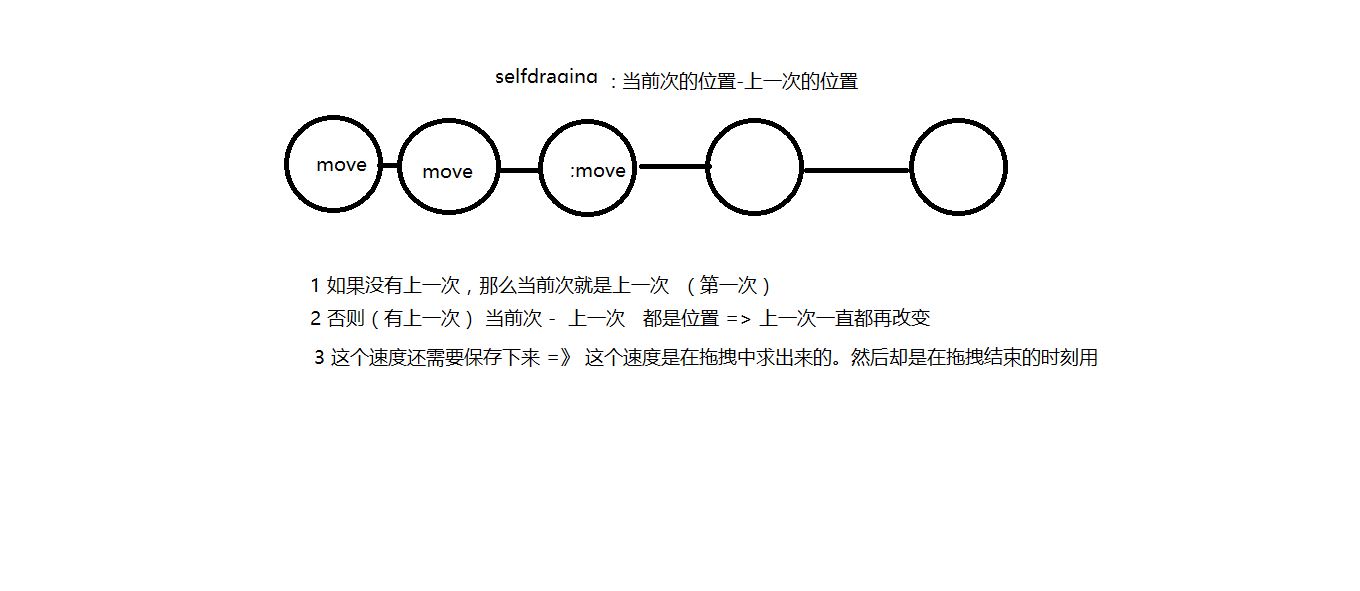 selfdraging : 当前次的位置-上一次的位置
move
move
:move
1 如果没有上一次，那么当前次就是上一次 （第一次）
2 否则（有上一次） 当前次 - 上一次 都是位置 => 上一次一直都再改变
3 这个速度还需要保存下来 =》 这个速度是在拖拽中求出来的。然后却是在拖拽结束的时刻用